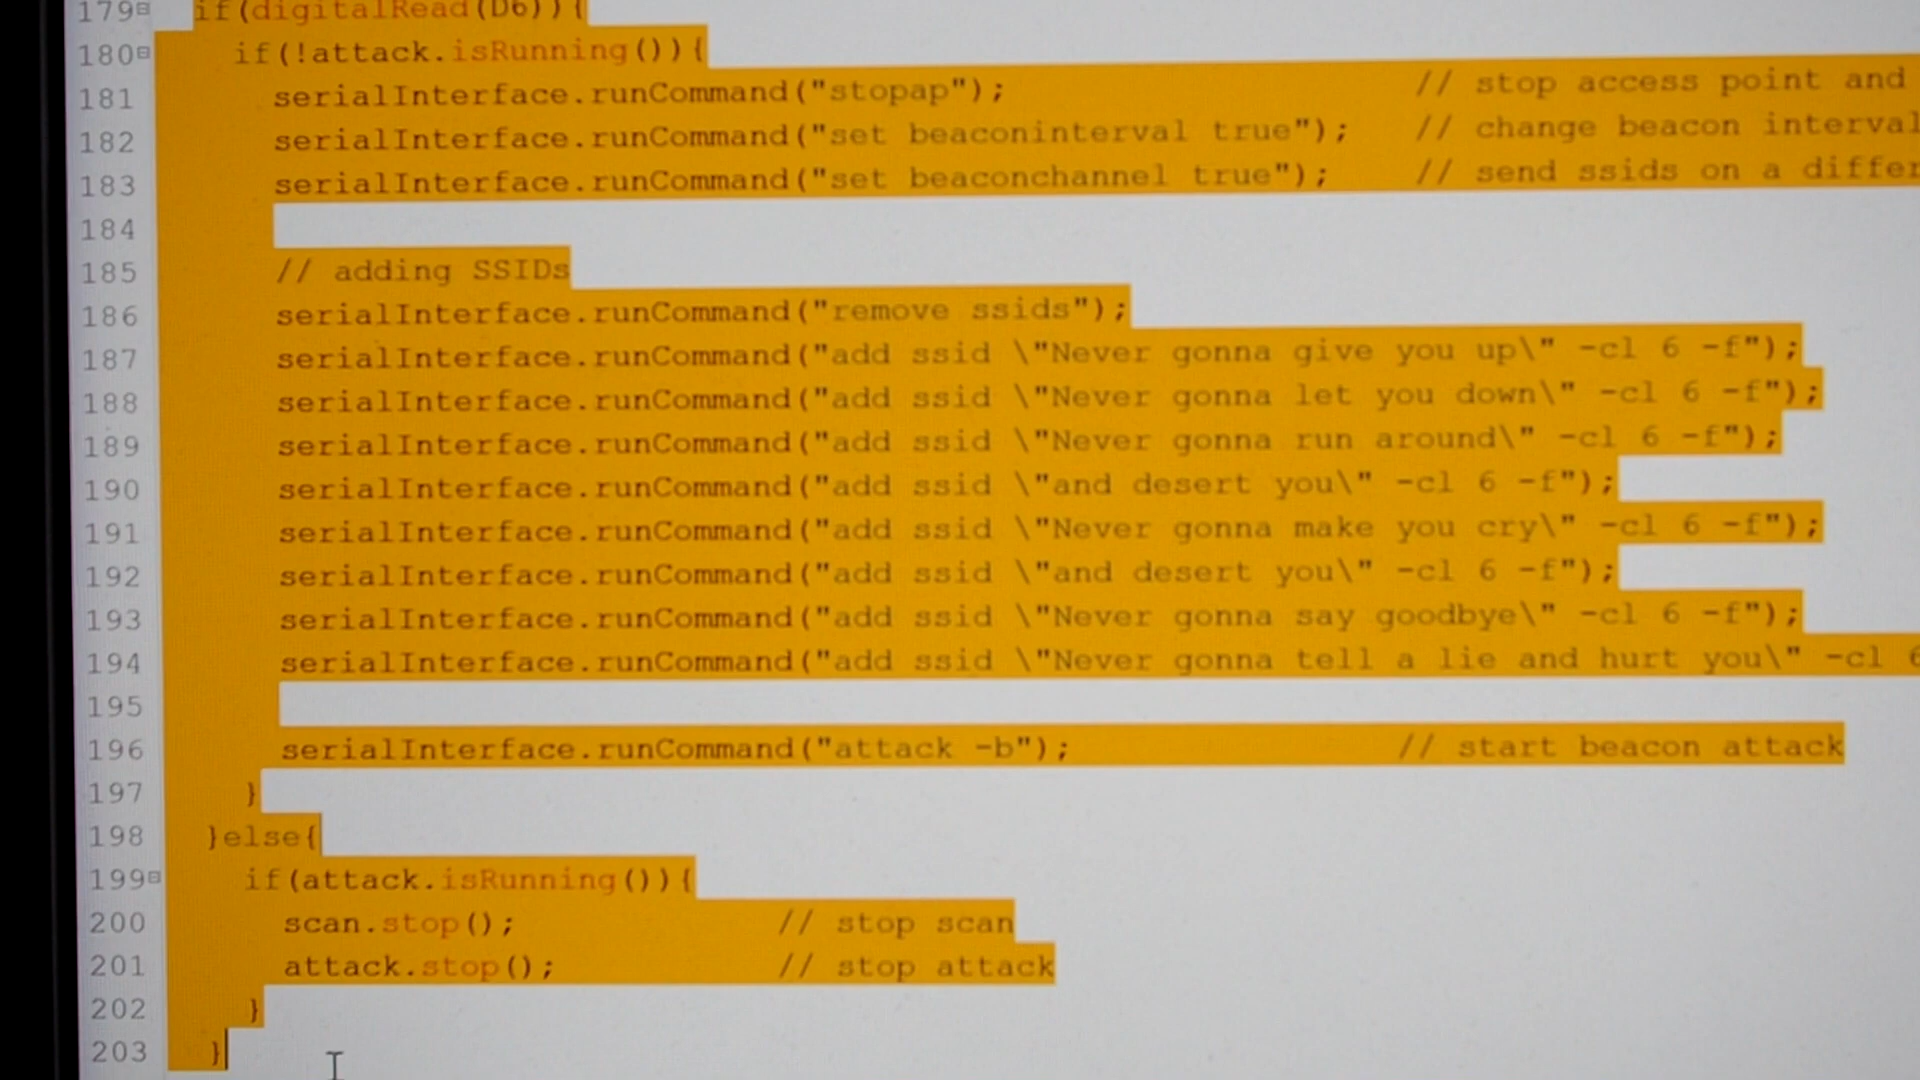 179 if(digitalRead(D6)){
180 if(!attack.isRunning()){
181 serialInterface.runCommand("stopap"); // stop access point and
182 serialInterface.runCommand("set beaconinterval true"); // change beacon interval
183 serialInterface.runCommand("set beaconchannel true"); // send ssids on a differ
184
185 // adding SSIDs
186 serialInterface.runCommand("remove ssids");
187 serialInterface.runCommand("add ssid \"Never gonna give you up\" -cl 6 -f");
188 serialInterface.runCommand("add ssid \"Never gonna let you down\" -cl 6 -f");
189 serialInterface.runCommand("add ssid \"Never gonna run around\" -cl 6 -f");
190 serialInterface.runCommand("add ssid \"and desert you\" -cl 6 -f");
191 serialInterface.runCommand("add ssid \"Never gonna make you cry\" -cl 6 -f");
192 serialInterface.runCommand("add ssid \"and desert you\" -cl 6 -f");
193 serialInterface.runCommand("add ssid \"Never gonna say goodbye\" -cl 6 -f");
194 serialInterface.runCommand("add ssid \"Never gonna tell a lie and hurt you\" -cl 6
195
196 serialInterface.runCommand("attack -b"); // start beacon attack
197 }
198 }else{
199 if(attack.isRunning()){
200 scan.stop(); // stop scan
201 attack.stop(); // stop attack
202 }
203 }